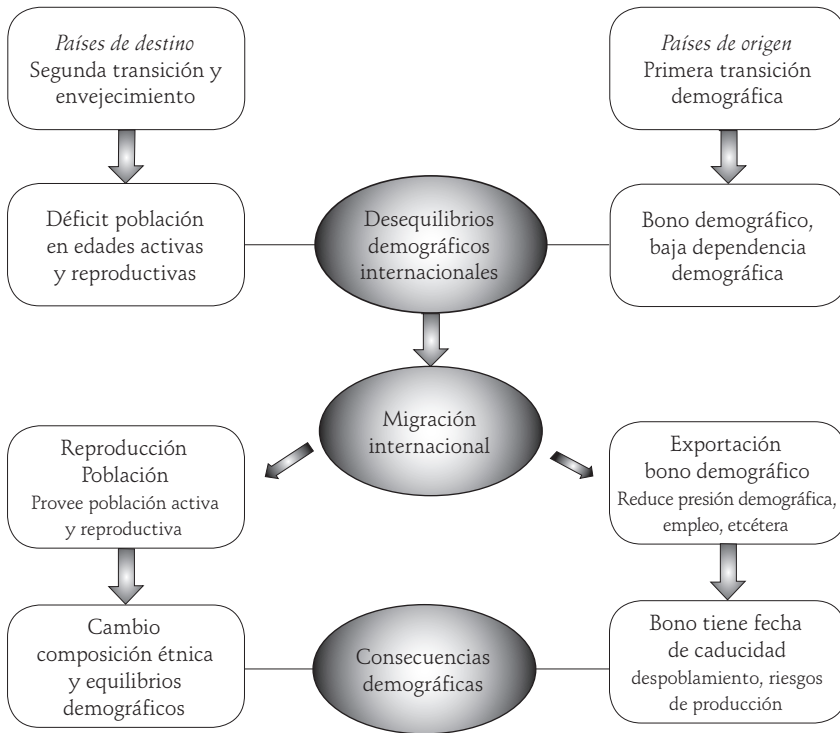 Países de destino
Segunda transición y
envejecimiento
Países de origen
Primera transición
demográfica
Déficit población
en edades activas
y reproductivas
Desequilibrios
demográficos
internacionales
Bono demográfico,
baja dependencia
demográfica
Migración
internacional
Reproducción
Población
Provee población activa
y reproductiva
Exportación
bono demográfico
Reduce presión demográfica,
empleo, etcétera
Cambio
composición étnica
y equilibrios
demográficos
Consecuencias
demográficas
Bono tiene fecha
de caducidad
despoblamiento, riesgos
de producción